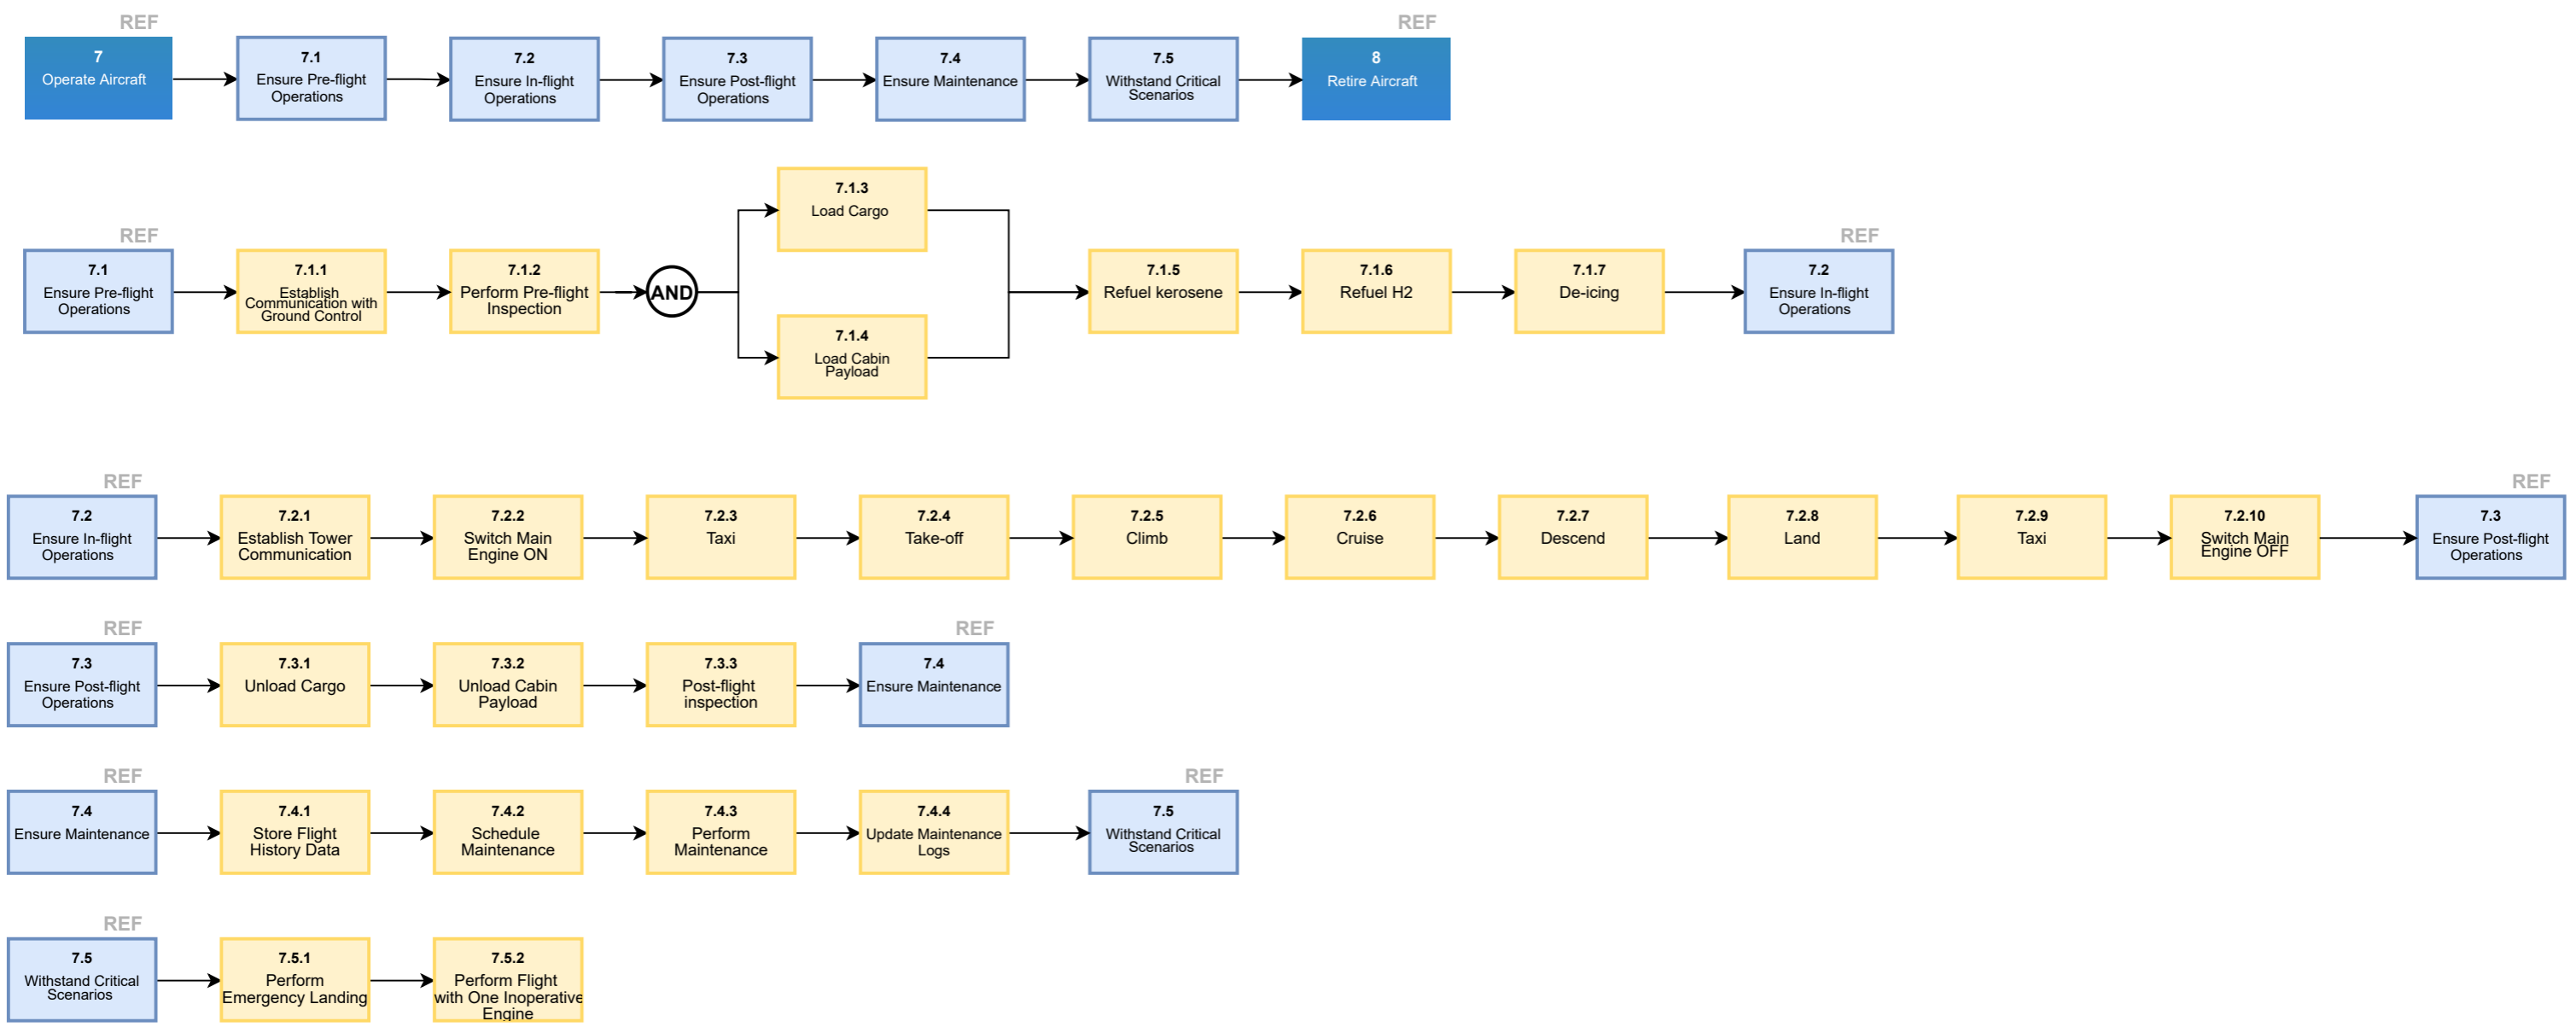 REF
REF
7
Operate Aircraft
7.1
Ensure Pre-flight
Operations
7.2
Ensure In-flight
Operations
7.3
Ensure Post-flight
Operations
7.4
Ensure Maintenance
7.5
Withstand Critical
Scenarios
8
Retire Aircraft
REF
REF
7.1
Ensure Pre-flight
Operations
7.1.1
Establish
Communication with
Ground Control
7.1.2
Perform Pre-flight
Inspection
AND
7.1.3
Load Cargo
7.1.4
Load Cabin
Payload
7.1.5
Refuel kerosene
7.1.6
Refuel H2
7.1.7
De-icing
7.2
Ensure In-flight
Operations
REF
REF
7.2
Ensure In-flight
Operations
7.2.1
Establish Tower
Communication
7.2.2
Switch Main
Engine ON
7.2.3
Taxi
7.2.4
Take-off
7.2.5
Climb
7.2.6
Cruise
7.2.7
Descend
7.2.8
Land
7.2.9
Taxi
7.2.10
Switch Main
Engine OFF
7.3
Ensure Post-flight
Operations
REF
REF
7.3
Ensure Post-flight
Operations
7.3.1
Unload Cargo
7.3.2
Unload Cabin
Payload
7.3.3
Post-flight
inspection
7.4
Ensure Maintenance
REF
REF
7.4
Ensure Maintenance
7.4.1
Store Flight
History Data
7.4.2
Schedule
Maintenance
7.4.3
Perform
Maintenance
7.4.4
Update Maintenance
Logs
7.5
Withstand Critical
Scenarios
REF
7.5
Withstand Critical
Scenarios
7.5.1
Perform
Emergency Landing
7.5.2
Perform Flight
with One Inoperative
Engine